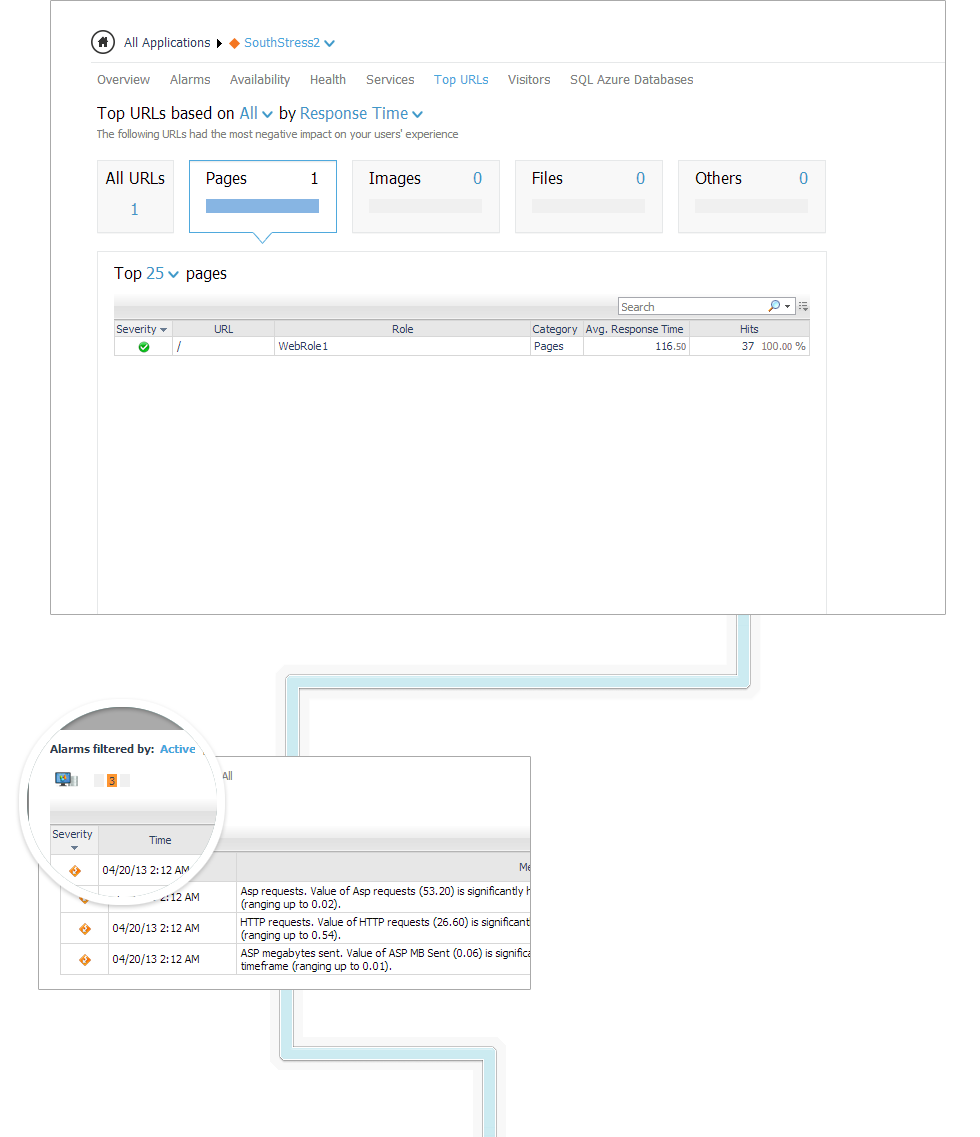 All Applications SouthStress2
Overview Alarms Availability Health Services Top URLs Visitors SQL Azure Databases
Top URLs based on All by Response Time
The following URLs had the most negative impact on your users' experience
All URLs Pages 1 Images 0 Files 0 Others 0
1
Top 25 pages
Search
Severity URL Role Category Avg. Response Time Hits
/ WebRole1 Pages 116.50 37 100.00 %
Alarms filtered by: Active
All
3
Severity Time
04/20/13 2:12 AM
2:12 AM Asp requests. Value of Asp requests (53.20) is significantly
(ranging up to 0.02).
04/20/13 2:12 AM HTTP requests. Value of HTTP requests (26.60) is significant
(ranging up to 0.54).
04/20/13 2:12 AM ASP megabytes sent. Value of ASP MB Sent (0.06) is signific
timeframe (ranging up to 0.01).